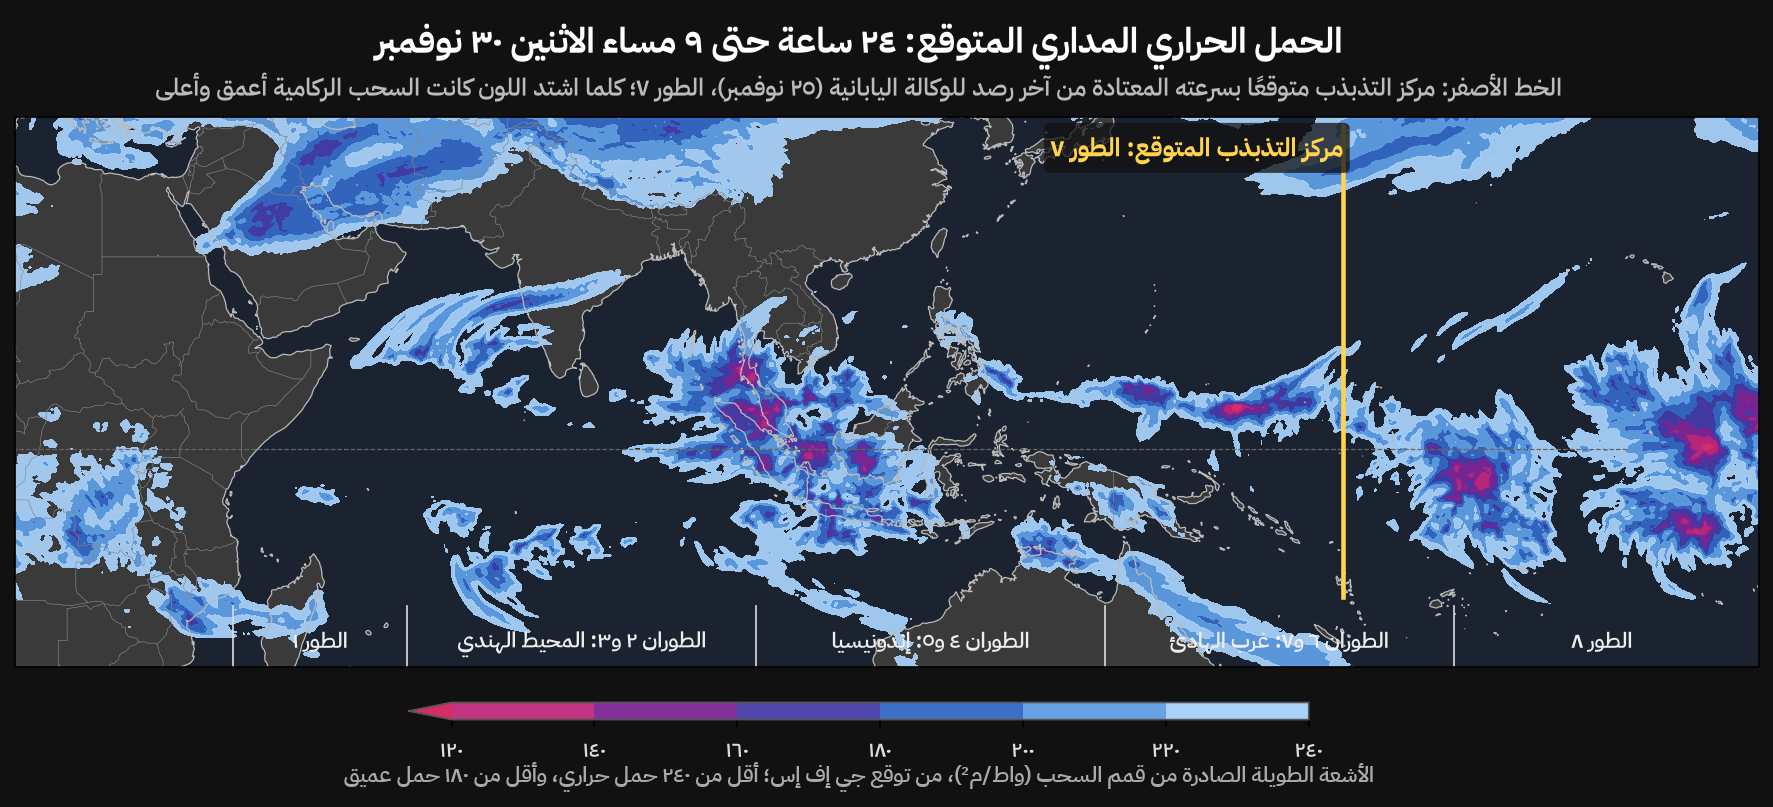 الحمل الحراري المداري المتوقع: ٢٤ ساعة حتى ٩ مساء الاثنين ٣٠ نوفمبر
الخط الأصفر: مركز التذبذب متوقعًا بسرعته المعتادة من آخر رصد للوكالة اليابانية (٢٥ نوفمبر)، الطور ٧؛ كلما اشتد اللون كانت السحب الركامية أعمق وأعلى
مركز التذبذب المتوقع: الطور ٧
الطور ١
الطوران ٢ و٣: المحيط الهندي
الطوران ٤ و٥: إندونيسيا
الطوران ٦ و٧: غرب الهادئ
الطور ٨
١٢٠ ١٤٠ ١٦٠ ١٨٠ ٢٠٠ ٢٢٠ ٢٤٠
الأشعة الطويلة الصادرة من قمم السحب (واط/م²)، من توقع جي إف إس؛ أقل من ٢٤٠ حمل حراري، وأقل من ١٨٠ حمل عميق